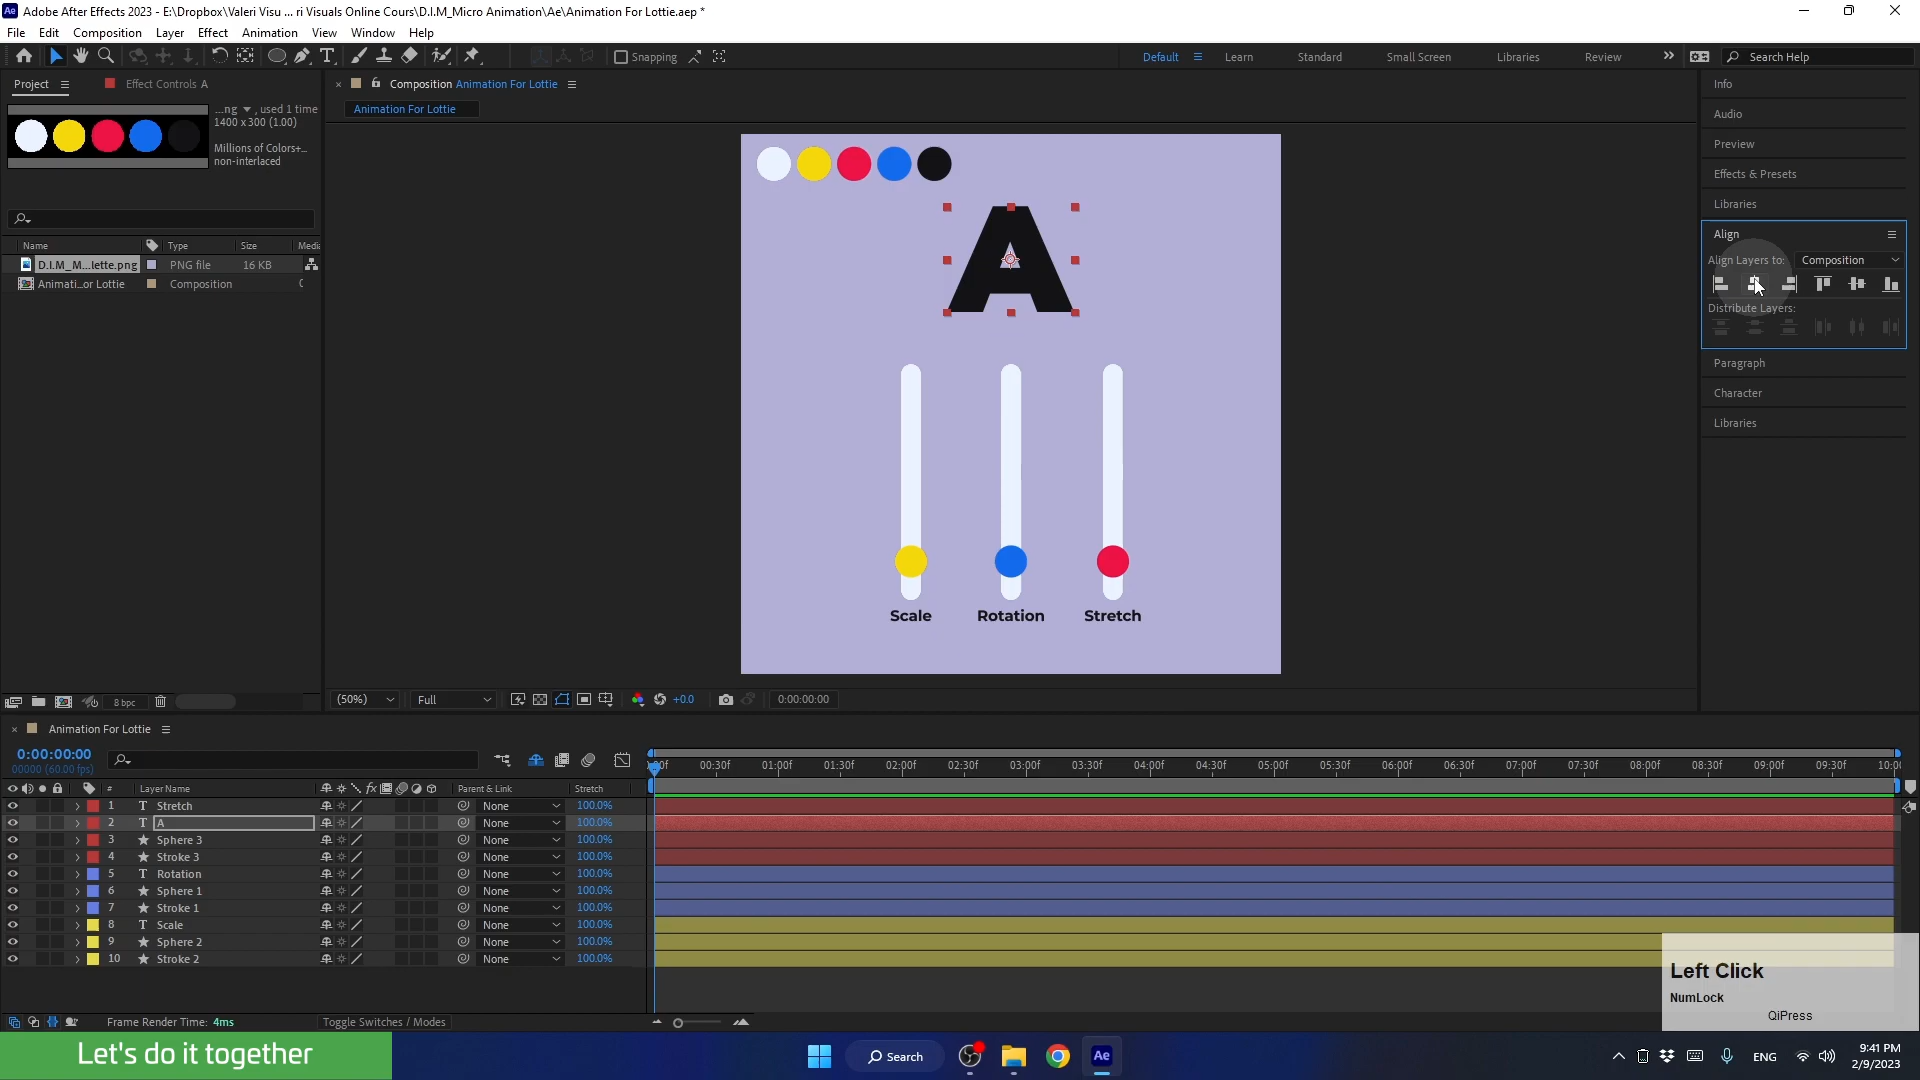 Adobe After Effects 2023 - E:\Dropbox\Valeri Visu ... ri Visuals Online Cours\D.I.M_Micro Animation\Ae\Animation For Lottie.aep *
File Edit Composition Layer Effect Animation View Window Help
Snapping
Default Learn Standard Small Screen Libraries Review Search Help
Project Effect Controls A
Composition Animation For Lottie
Animation For Lottie
...ng , used 1 time
1400 x 300 (1.00)
Millions of Colors+...
non-interlaced
Name Type Size Media
D.I.M_M...lette.png PNG file 16 KB
Animati...or Lottie Composition
8 bpc
A
Scale Rotation Stretch
(50%) Full +0.0 0:00:00:00
Info
Audio
Preview
Effects & Presets
Libraries
Align
Align Layers to: Composition
Distribute Layers:
Paragraph
Character
Libraries
Animation For Lottie
0:00:00:00
00000 (60.00 fps)
00:30f 01:00f 01:30f 02:00f 02:30f 03:00f 03:30f 04:00f 04:30f 05:00f 05:30f 06:00f 06:30f 07:00f 07:30f 08:00f 08:30f 09:00f 09:30f 10:00
# Layer Name Parent & Link Stretch
1 Stretch None 100.0%
2 A None 100.0%
3 Sphere 3 None 100.0%
4 Stroke 3 None 100.0%
5 Rotation None 100.0%
6 Sphere 1 None 100.0%
7 Stroke 1 None 100.0%
8 Scale None 100.0%
9 Sphere 2 None 100.0%
10 Stroke 2 None 100.0%
Frame Render Time: 4ms Toggle Switches / Modes
Left Click
NumLock
QiPress
Let's do it together
Search
ENG
9:41 PM
2/9/2023